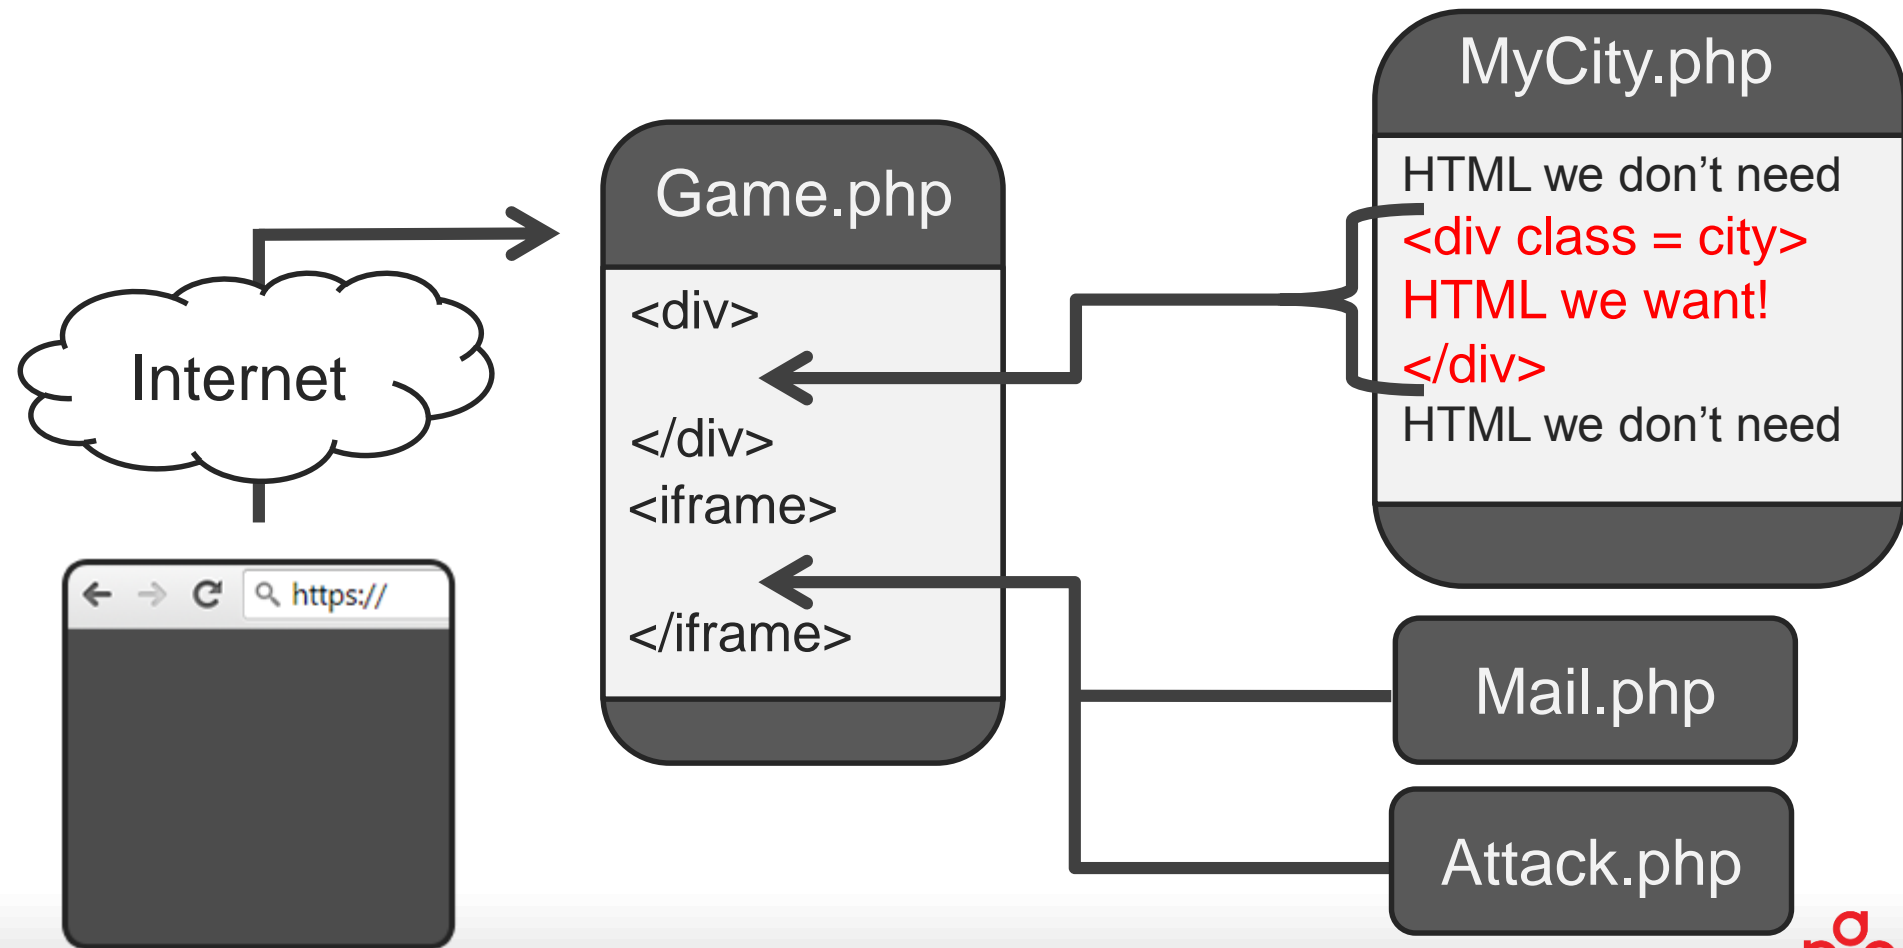 MyCity.php
HTML we don’t need
<div class = city>
HTML we want!
</div>
HTML we don’t need
Game.php
<div>
</div>
<iframe>
</iframe>
Internet
https://
Mail.php
Attack.php